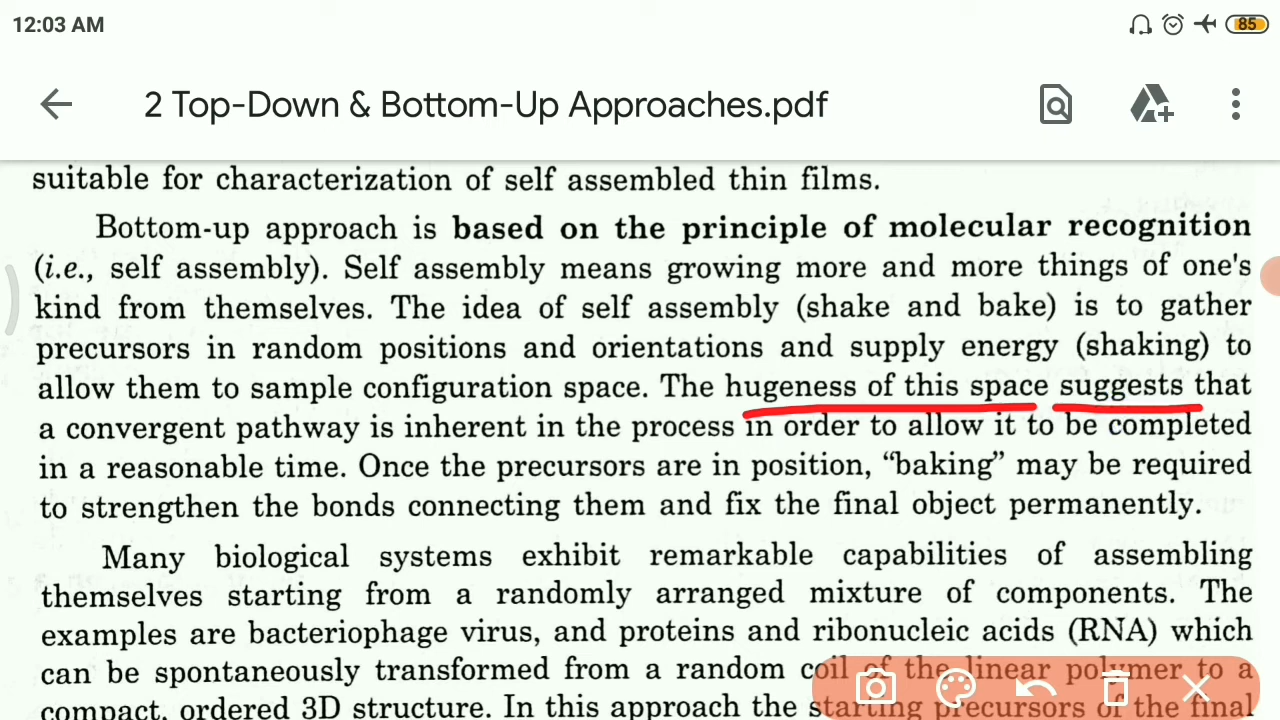 12:03 AM
85
2 Top-Down & Bottom-Up Approaches.pdf
suitable for characterization of self assembled thin films.
Bottom-up approach is based on the principle of molecular recognition
(i.e., self assembly). Self assembly means growing more and more things of one's
kind from themselves. The idea of self assembly (shake and bake) is to gather
precursors in random positions and orientations and supply energy (shaking) to
allow them to sample configuration space. The hugeness of this space suggests that
a convergent pathway is inherent in the process in order to allow it to be completed
in a reasonable time. Once the precursors are in position, “baking” may be required
to strengthen the bonds connecting them and fix the final object permanently.
Many biological systems exhibit remarkable capabilities of assembling
themselves starting from a randomly arranged mixture of components. The
examples are bacteriophage virus, and proteins and ribonucleic acids (RNA) which
can be spontaneously transformed from a random coil of the linear polymer to a
compact, ordered 3D structure. In this approach the starting precursors of the final